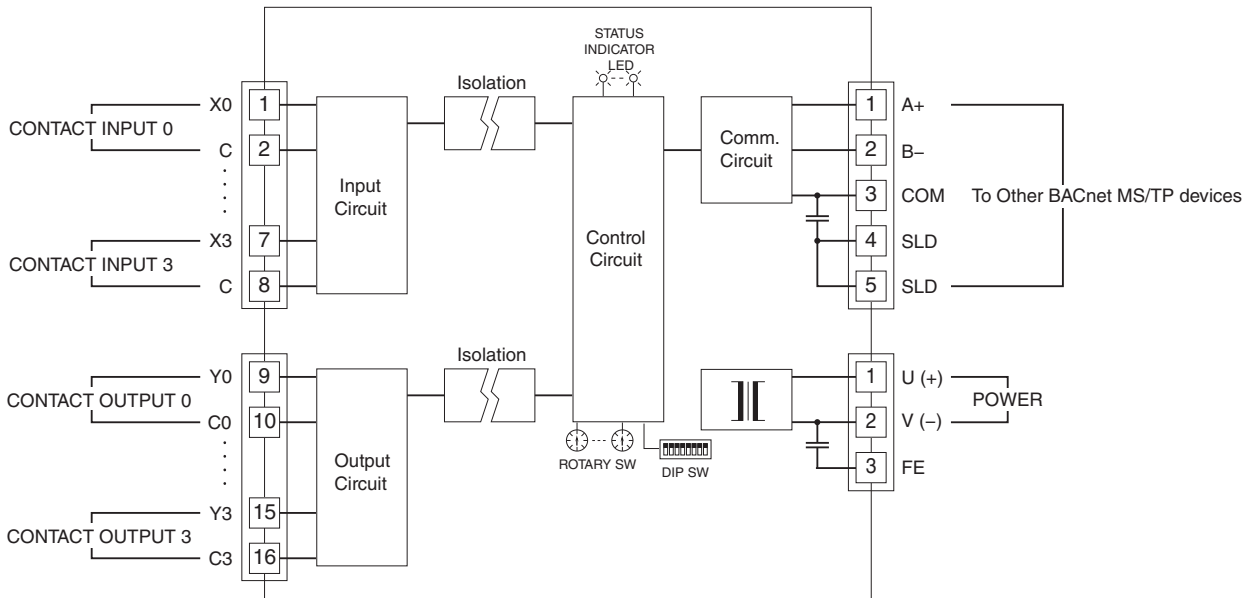 STATUS
INDICATOR
LED
Isolation
X0 1
CONTACT INPUT 0
C 2
Input
Circuit
X3 7
CONTACT INPUT 3
C 8
Control
Circuit
Comm.
Circuit
1 A+
2 B–
3 COM
To Other BACnet MS/TP devices
4 SLD
5 SLD
Isolation
Y0 9
CONTACT OUTPUT 0
C0 10
Output
Circuit
Y3 15
CONTACT OUTPUT 3
C3 16
ROTARY SW
DIP SW
1 U (+)
POWER
2 V (–)
3 FE